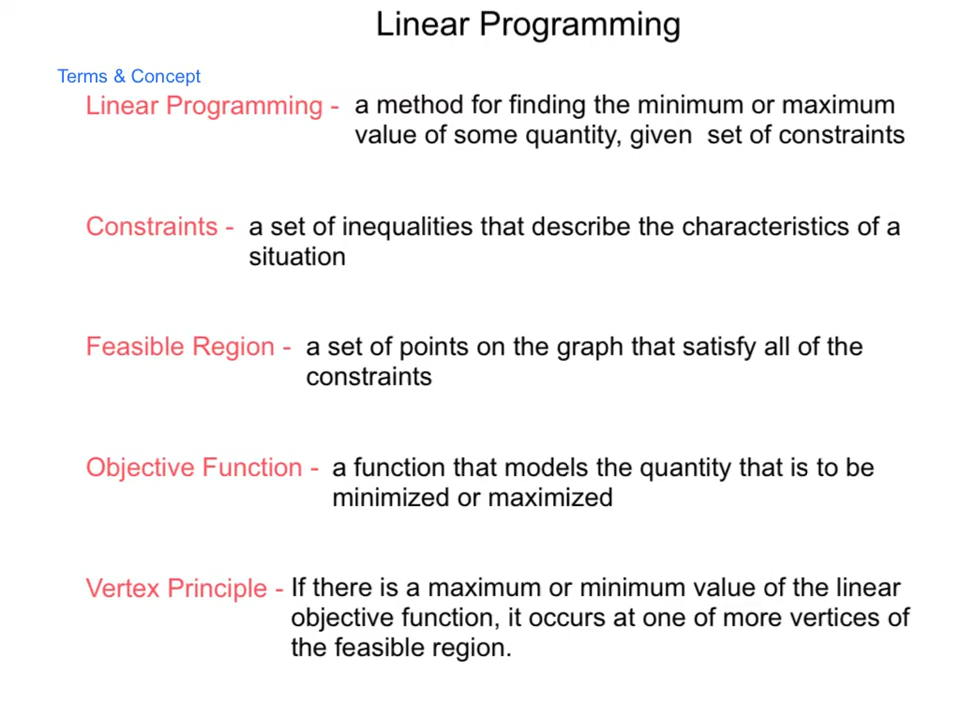 Linear Programming
Terms & Concept
Linear Programming - a method for finding the minimum or maximum
value of some quantity, given set of constraints
Constraints - a set of inequalities that describe the characteristics of a
situation
Feasible Region - a set of points on the graph that satisfy all of the
constraints
Objective Function - a function that models the quantity that is to be
minimized or maximized
Vertex Principle - If there is a maximum or minimum value of the linear
objective function, it occurs at one of more vertices of
the feasible region.